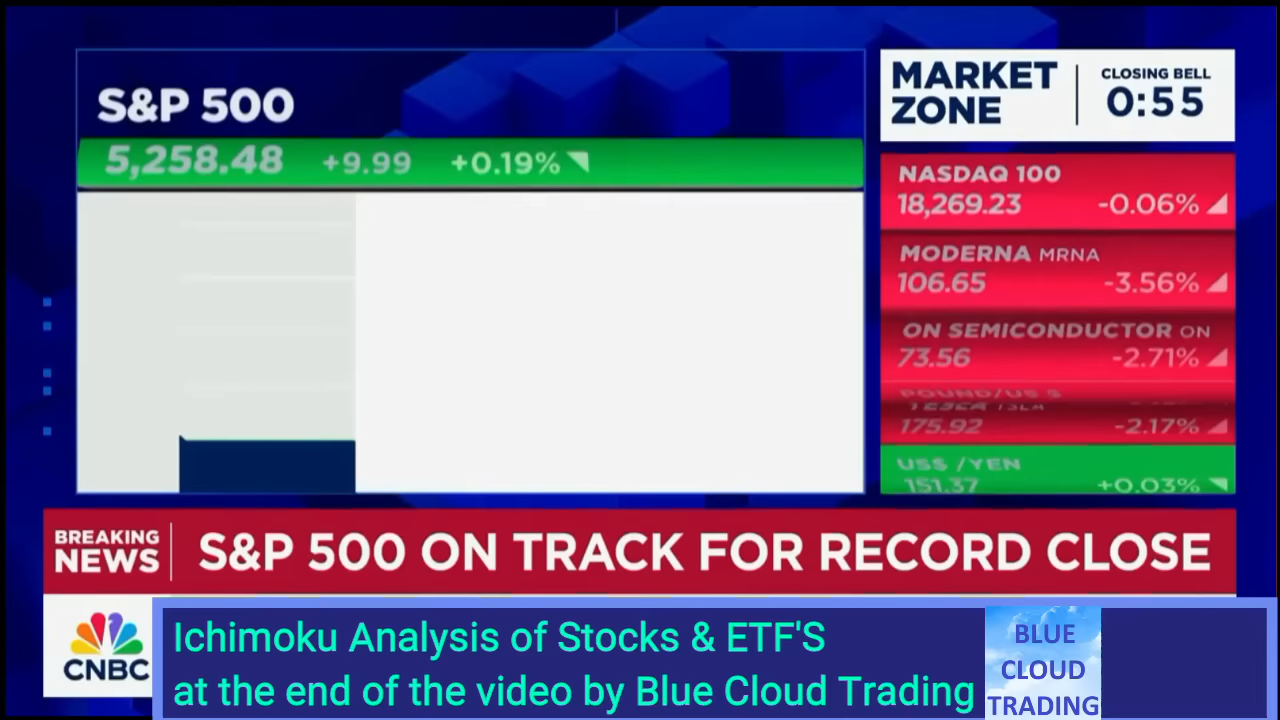 S&P 500
5,258.48 +9.99 +0.19%
MARKET ZONE
CLOSING BELL
0:55
NASDAQ 100
18,269.23 -0.06%
MODERNA MRNA
106.65 -3.56%
ON SEMICONDUCTOR ON
73.56 -2.71%
175.92 -2.17%
US$ /YEN
151.37 +0.03%
BREAKING NEWS
S&P 500 ON TRACK FOR RECORD CLOSE
CNBC
Ichimoku Analysis of Stocks & ETF'S
at the end of the video by Blue Cloud Trading
BLUE
CLOUD
TRADING